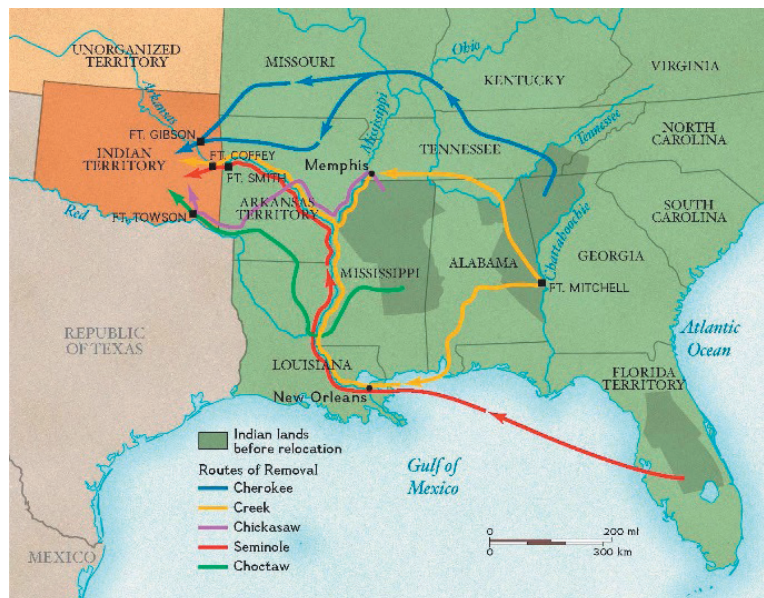 UNORGANIZED
TERRITORY
MISSOURI
Ohio
KENTUCKY
VIRGINIA
Arkansas
Mississippi
FT. GIBSON
Tennessee
NORTH
CAROLINA
INDIAN
TERRITORY
FT. COFFEY
FT. SMITH
Memphis
TENNESSEE
ARKANSAS
TERRITORY
Red
FT. TOWSON
SOUTH
CAROLINA
Chattahoochie
MISSISSIPPI
ALABAMA
GEORGIA
FT. MITCHELL
REPUBLIC
OF TEXAS
Atlantic
Ocean
LOUISIANA
New Orleans
FLORIDA
TERRITORY
Indian lands
before relocation
Routes of Removal
Cherokee
Creek
Chickasaw
Seminole
Choctaw
Gulf of
Mexico
MEXICO
0 200 mi
0 300 km